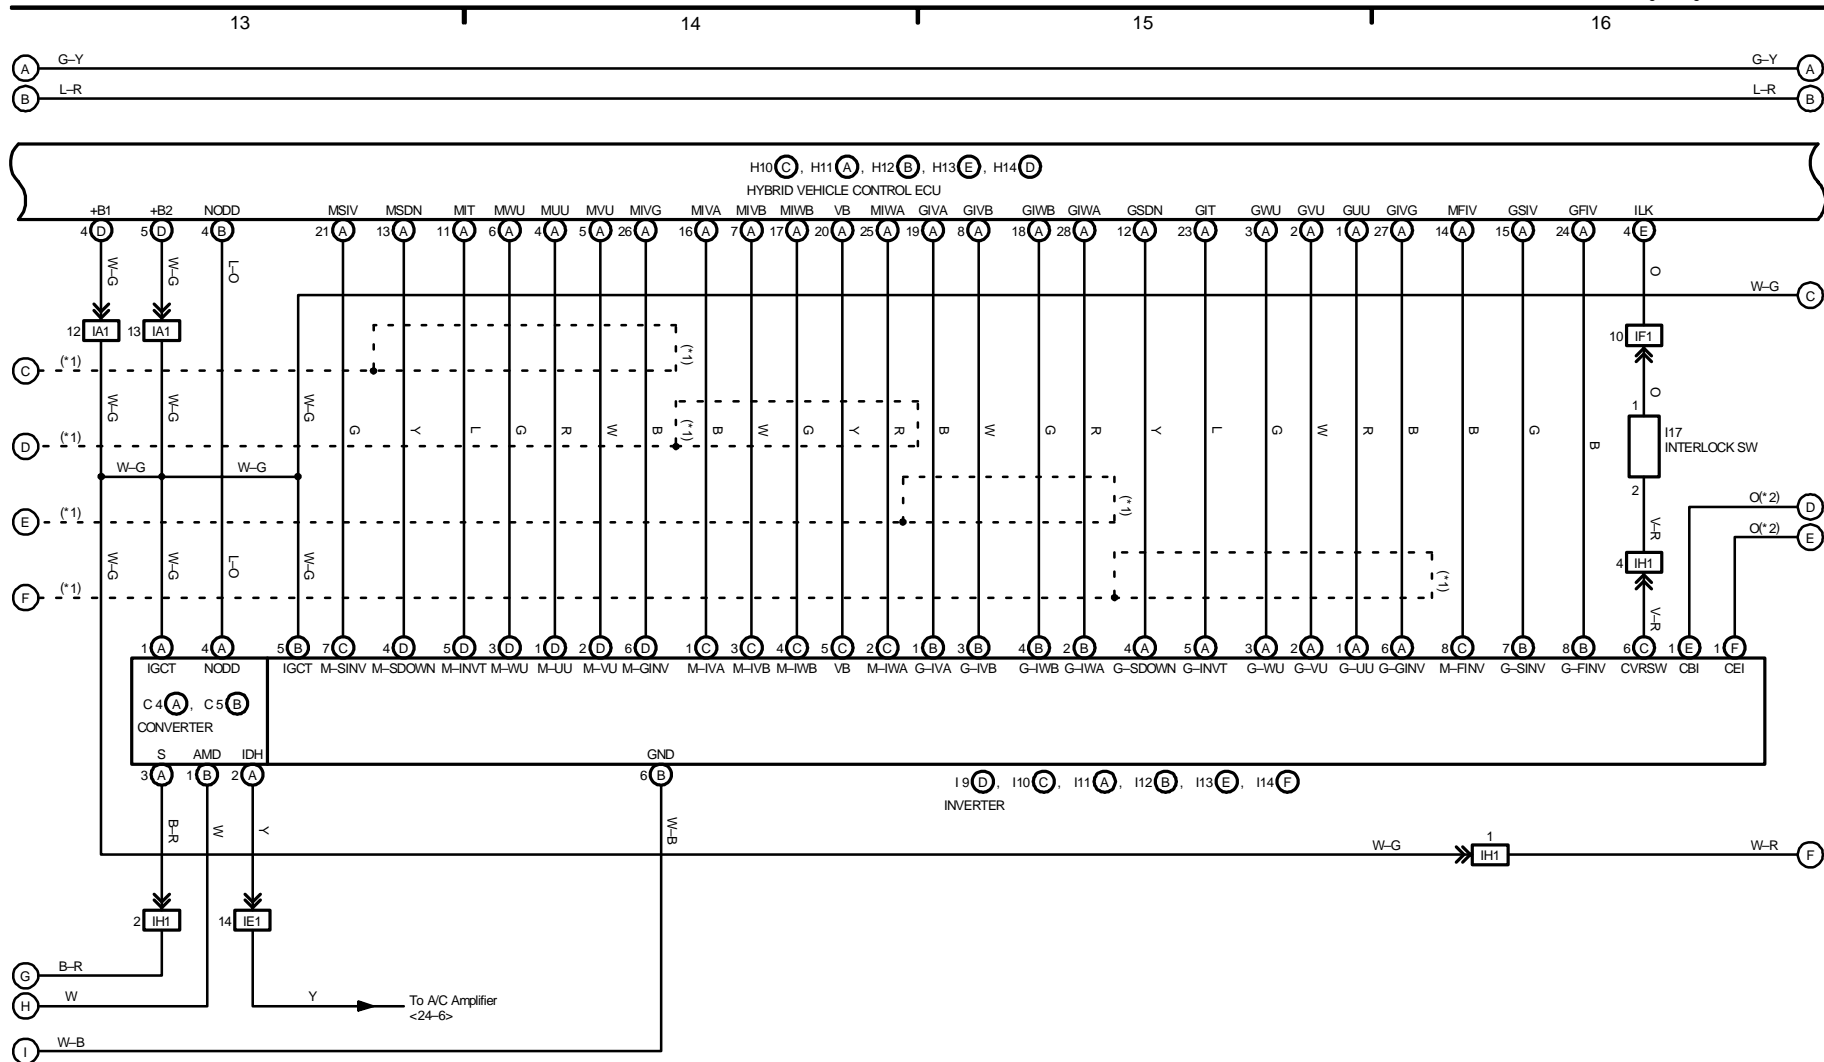 13 14 15 16
A G–Y G–Y A
B L–R L–R B
H10 C, H11 A, H12 B, H13 E, H14 D
HYBRID VEHICLE CONTROL ECU
+B1 +B2 NODD MSIV MSDN MIT MWU MUU MVU MIVG MIVA MIVB MIWB VB MIWA GIVA GIVB GIWB GIWA GSDN GIT GWU GVU GUU GIVG MFIV GSIV GFIV ILK
4 D 5 D 4 B 21 A 13 A 11 A 6 A 4 A 5 A 26 A 16 A 7 A 17 A 20 A 25 A 19 A 8 A 18 A 28 A 12 A 23 A 3 A 2 A 1 A 27 A 14 A 15 A 24 A 4 E
W–G W–G L–O O
W–G C
12 IA1 13 IA1 10 IF1
C (*1) (*1)
W–G W–G W–G O
1
G Y L G R W B B W G Y R B W G R Y L G W R B B G B
D (*1) (*1)
I17
INTERLOCK SW
W–G W–G
2
E (*1) (*1)
O(*2) D
O(*2) E
W–G W–G L–O W–G V–R
4 IH1
F (*1) (*1)
V–R
1 A 4 A 5 B 7 C 4 D 5 D 3 D 1 D 2 D 6 D 1 C 3 C 4 C 5 C 2 C 1 B 3 B 4 B 2 B 4 A 5 A 3 A 2 A 1 A 6 A 8 C 7 B 8 B 6 C 1 E 1 F
IGCT NODD IGCT M–SINV M–SDOWN M–INVT M–WU M–UU M–VU M–GINV M–IVA M–IVB M–IWB VB M–IWA G–IVA G–IVB G–IWB G–IWA G–SDOWN G–INVT G–WU G–VU G–UU G–GINV M–FINV G–SINV G–FINV CVRSW CBI CEI
C 4 A, C 5 B
CONVERTER
S AMD IDH GND
3 A 1 B 2 A 6 B
I 9 D, I10 C, I11 A, I12 B, I13 E, I14 F
INVERTER
B–R W Y W–B
W–G 1 IH1 W–R F
2 IH1 14 IE1
G B–R
H W Y To A/C Amplifier
<24–6>
I W–B